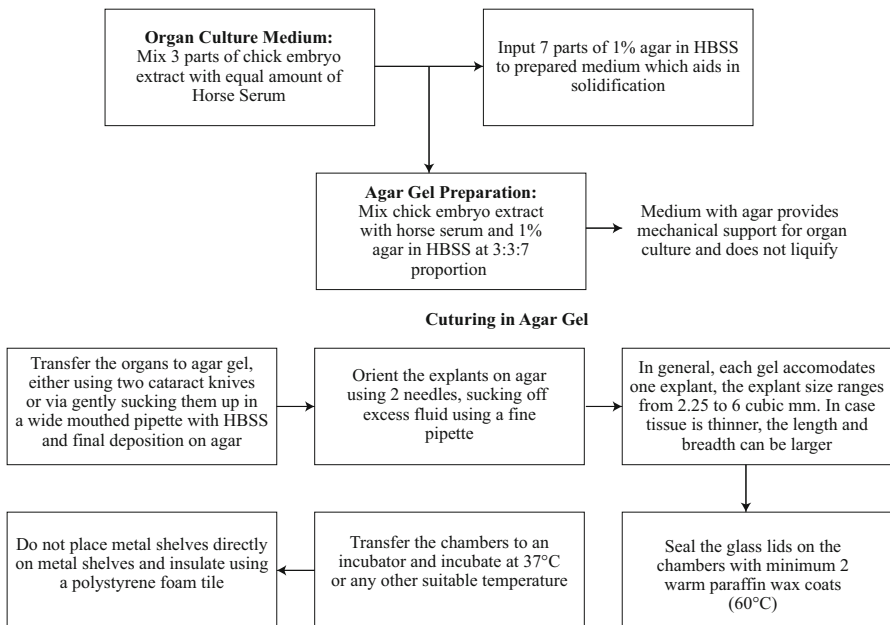 Organ Culture Medium:
Mix 3 parts of chick embryo
extract with equal amount of
Horse Serum
Input 7 parts of 1% agar in HBSS
to prepared medium which aids in
solidification
Agar Gel Preparation:
Mix chick embryo extract
with horse serum and 1%
agar in HBSS at 3:3:7
proportion
Medium with agar provides
mechanical support for organ
culture and does not liquify
Cuturing in Agar Gel
Transfer the organs to agar gel,
either using two cataract knives
or via gently sucking them up in
a wide mouthed pipette with HBSS
and final deposition on agar
Orient the explants on agar
using 2 needles, sucking off
excess fluid using a fine
pipette
In general, each gel accomodates
one explant, the explant size ranges
from 2.25 to 6 cubic mm. In case
tissue is thinner, the length and
breadth can be larger
Seal the glass lids on the
chambers with minimum 2
warm paraffin wax coats
(60°C)
Transfer the chambers to an
incubator and incubate at 37°C
or any other suitable temperature
Do not place metal shelves directly
on metal shelves and insulate using
a polystyrene foam tile